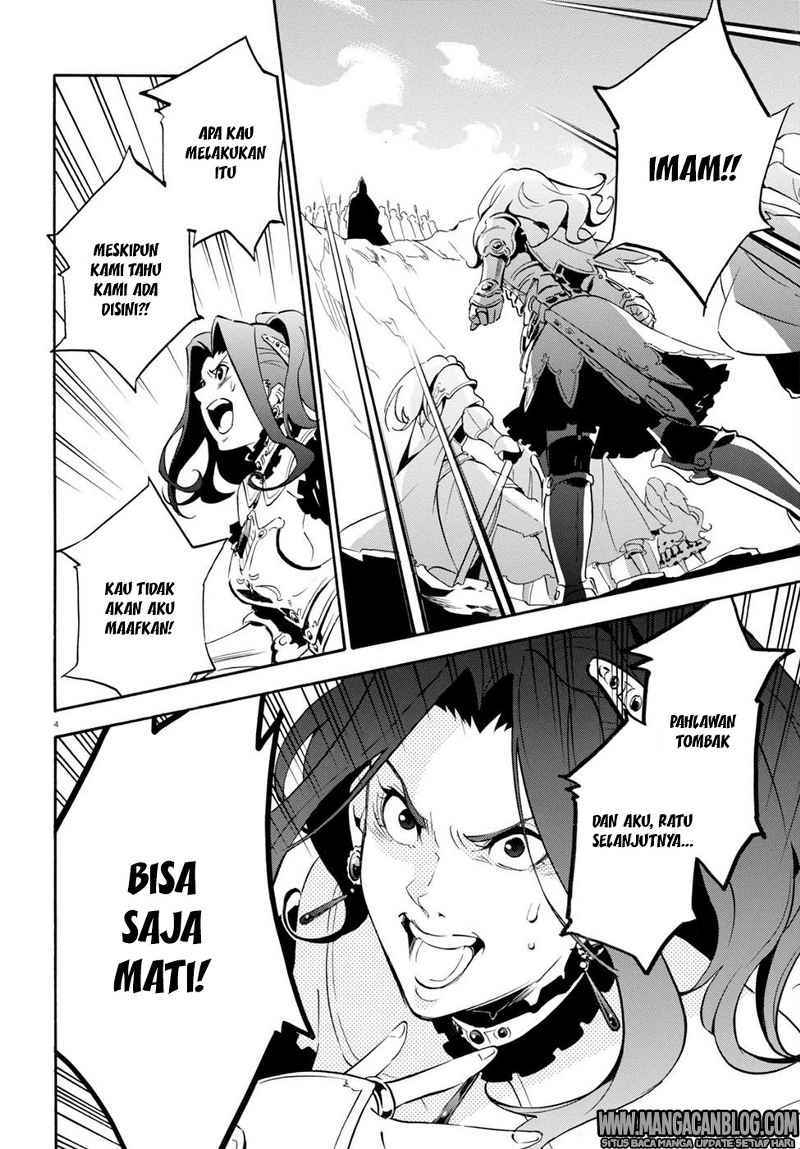 IMAM!!
APA KAU
MELAKUKAN
ITU
MESKIPUN
KAMI TAHU
KAMI ADA
DISINI?!
KAU TIDAK
AKAN AKU
MAAFKAN!
PAHLAWAN
TOMBAK
DAN AKU, RATU
SELANJUTNYA...
BISA
SAJA
MATI!
4
WWW.MANGACANBLOG.COM
SITUS BACA MANGA UPDATE SETIAP HARI